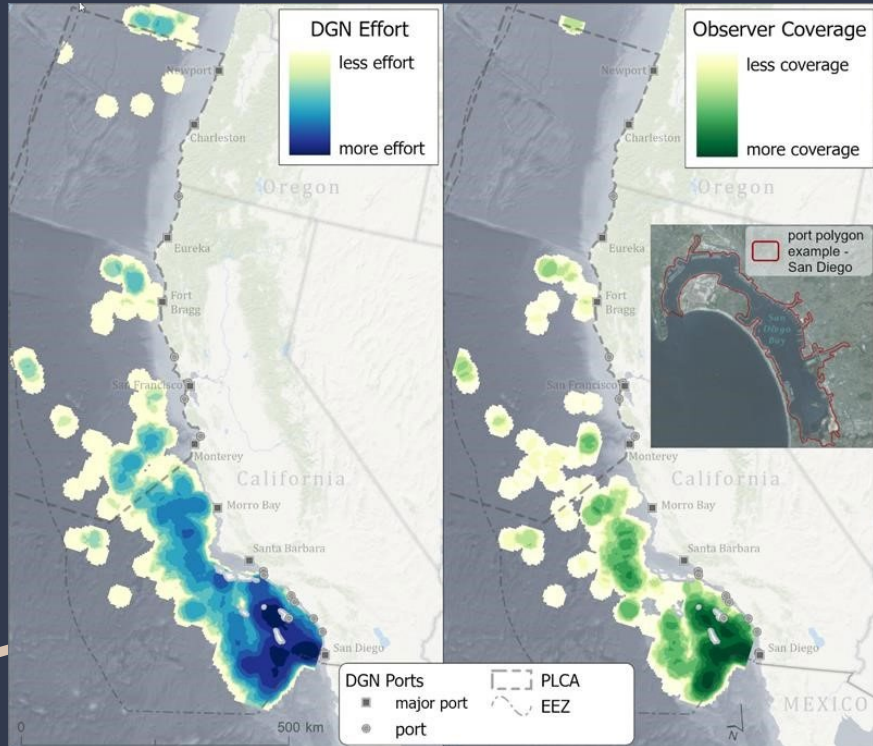 DGN Effort
less effort
more effort
Newport
Charleston
Oregon
Eureka
Fort
Bragg
San Francisco
Monterey
California
Morro Bay
Santa Barbara
San Diego
0
500 km
Observer Coverage
less coverage
more coverage
Newport
Charleston
Oregon
Eureka
port polygon
example -
San Diego
San
Diego
Bay
Fort
Bragg
San Francisco
Monterey
California
Morro Bay
Santa Barbara
San Diego
MEXICO
N
DGN Ports
major port
port
PLCA
EEZ